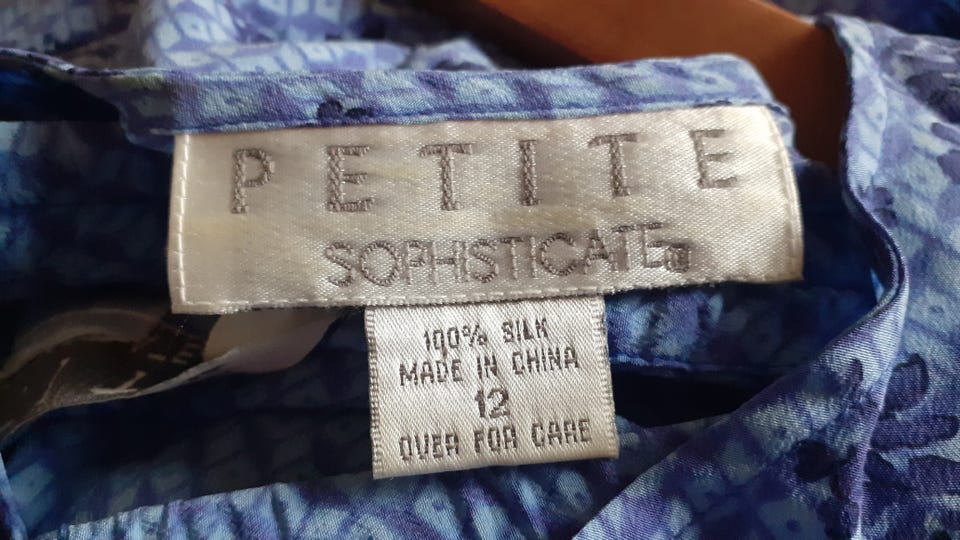 PETITE
SOPHISTICATE®
100% SILK
MADE IN CHINA
12
OVER FOR CARE